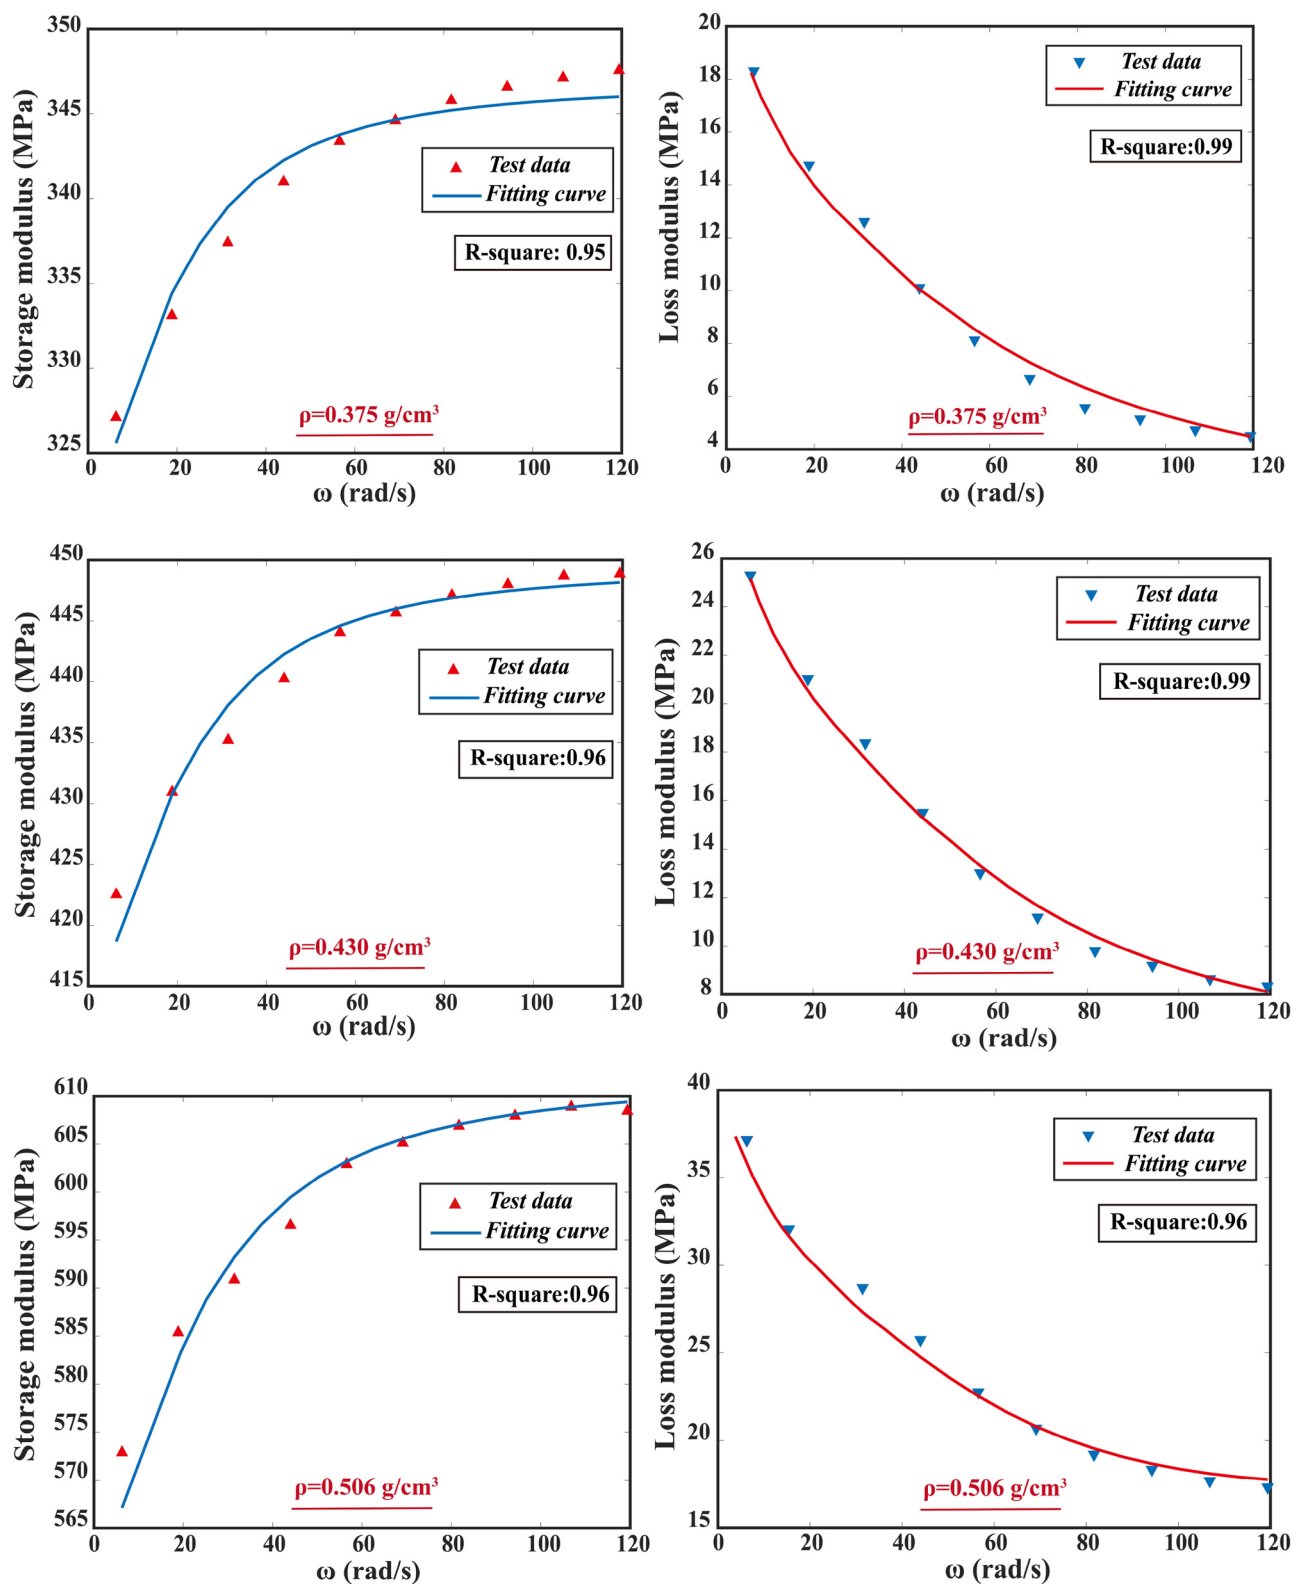 350
345
340
335
330
325
Storage modulus (MPa)
Test data
Fitting curve
R-square: 0.95
ρ=0.375 g/cm³
0 20 40 60 80 100 120
ω (rad/s)
20
18
16
14
12
10
8
6
4
Loss modulus (MPa)
Test data
Fitting curve
R-square:0.99
ρ=0.375 g/cm³
0 20 40 60 80 100 120
ω (rad/s)
450
445
440
435
430
425
420
415
Storage modulus (MPa)
Test data
Fitting curve
R-square:0.96
ρ=0.430 g/cm³
0 20 40 60 80 100 120
ω (rad/s)
26
24
22
20
18
16
14
12
10
8
Loss modulus (MPa)
Test data
Fitting curve
R-square:0.99
ρ=0.430 g/cm³
0 20 40 60 80 100 120
ω (rad/s)
610
605
600
595
590
585
580
575
570
565
Storage modulus (MPa)
Test data
Fitting curve
R-square:0.96
ρ=0.506 g/cm³
0 20 40 60 80 100 120
ω (rad/s)
40
35
30
25
20
15
Loss modulus (MPa)
Test data
Fitting curve
R-square:0.96
ρ=0.506 g/cm³
0 20 40 60 80 100 120
ω (rad/s)